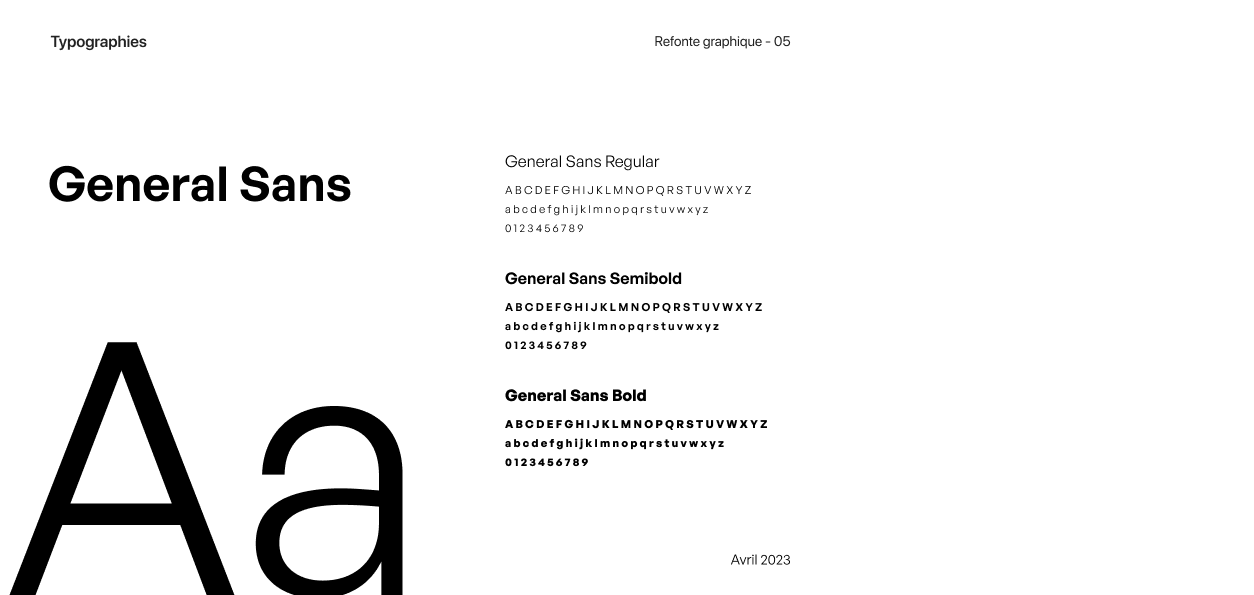 Typographies
Refonte graphique - 05
General Sans
Aa
General Sans Regular
ABCDEFGHIJKLMNOPQRSTUVWXYZ
abcdefghijklmnopqrstuvwxyz
0123456789
General Sans Semibold
ABCDEFGHIJKLMNOPQRSTUVWXYZ
abcdefghijklmnopqrstuvwxyz
0123456789
General Sans Bold
ABCDEFGHIJKLMNOPQRSTUVWXYZ
abcdefghijklmnopqrstuvwxyz
0123456789
Avril 2023